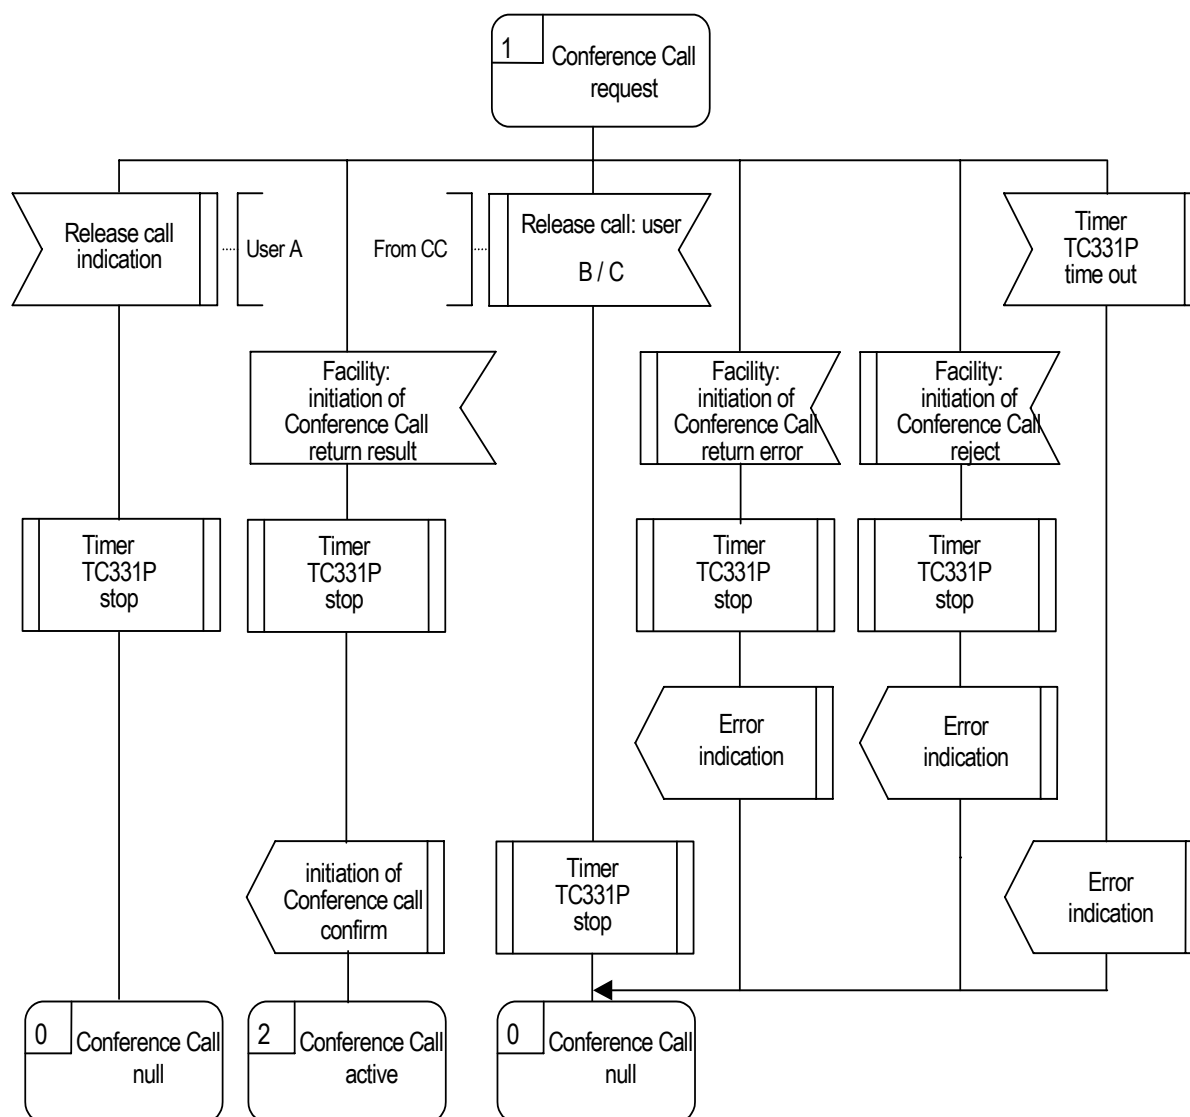 1
Conference Call
request
Release call
indication
User A
From CC
Release call: user
B / C
Timer
TC331P
time out
Facility:
initiation of
Conference Call
return result
Facility:
initiation of
Conference Call
return error
Facility:
initiation of
Conference Call
reject
Timer
TC331P
stop
Timer
TC331P
stop
Timer
TC331P
stop
Timer
TC331P
stop
Error
indication
Error
indication
initiation of
Conference call
confirm
Timer
TC331P
stop
Error
indication
0
Conference Call
null
2
Conference Call
active
0
Conference Call
null